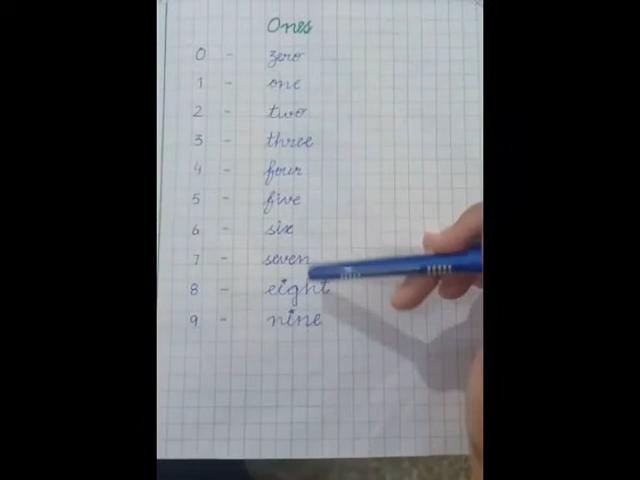 Ones
0 - zero
1 - one
2 - two
3 - three
4 - four
5 - five
6 - six
7 - seven
8 - eight
9 - nine